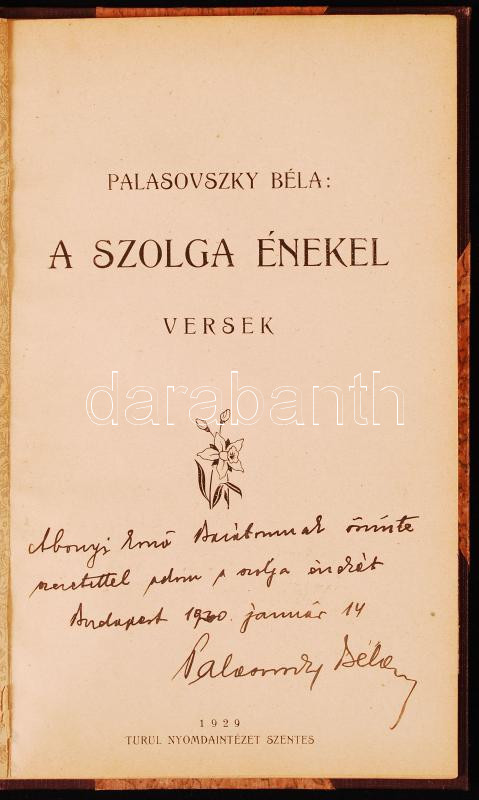 PALASOVSZKY BÉLA:
A SZOLGA ÉNEKEL
VERSEK
darabanth
Abonyi Ernő Barátomnak őszinte
szeretettel adom a szolga énekét
Budapest 1930. január 14
Palasovszky Béla
1929
TURUL NYOMDAINTÉZET SZENTES